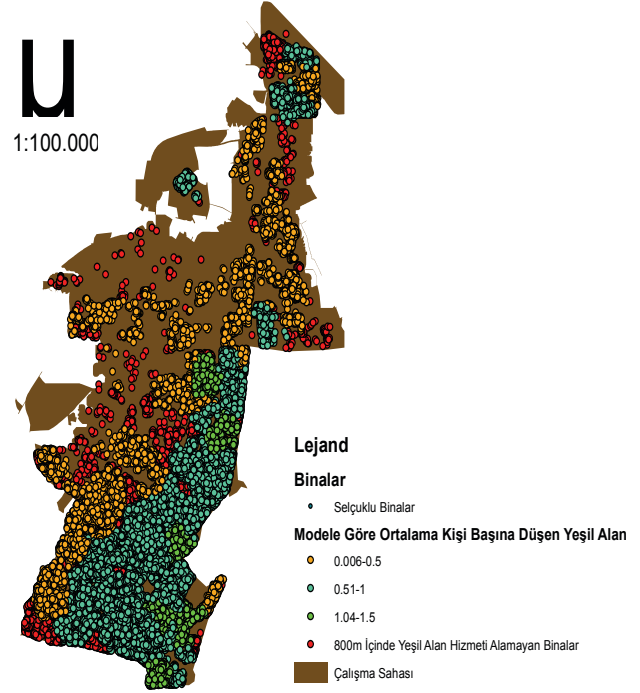 µ
1:100.000
Lejand
Binalar
Selçuklu Binalar
Modele Göre Ortalama Kişi Başına Düşen Yeşil Alan
0.006-0.5
0.51-1
1.04-1.5
800m İçinde Yeşil Alan Hizmeti Alamayan Binalar
Çalışma Sahası